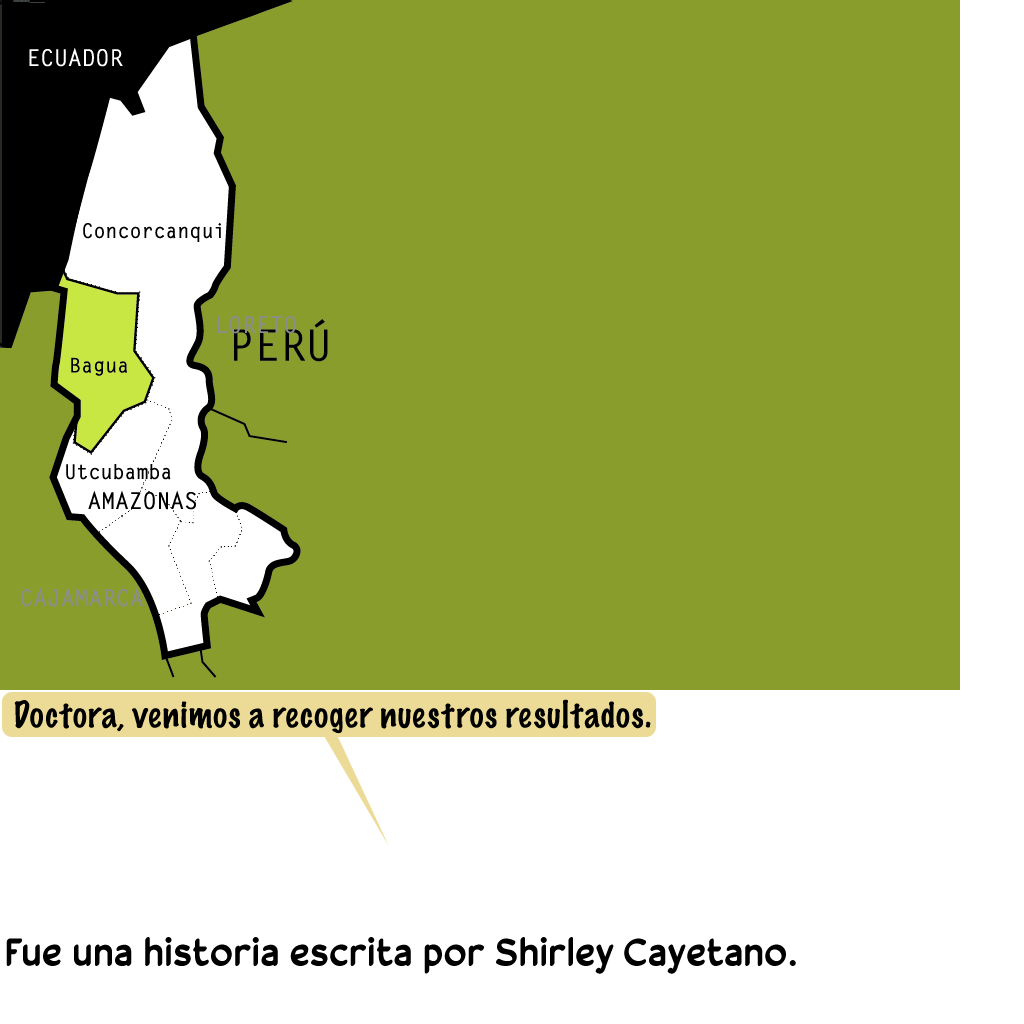 ECUADOR
Concorcanqui
LORETO
PERÚ
Bagua
Utcubamba
AMAZONAS
CAJAMARCA
Doctora, venimos a recoger nuestros resultados.
Fue una historia escrita por Shirley Cayetano.